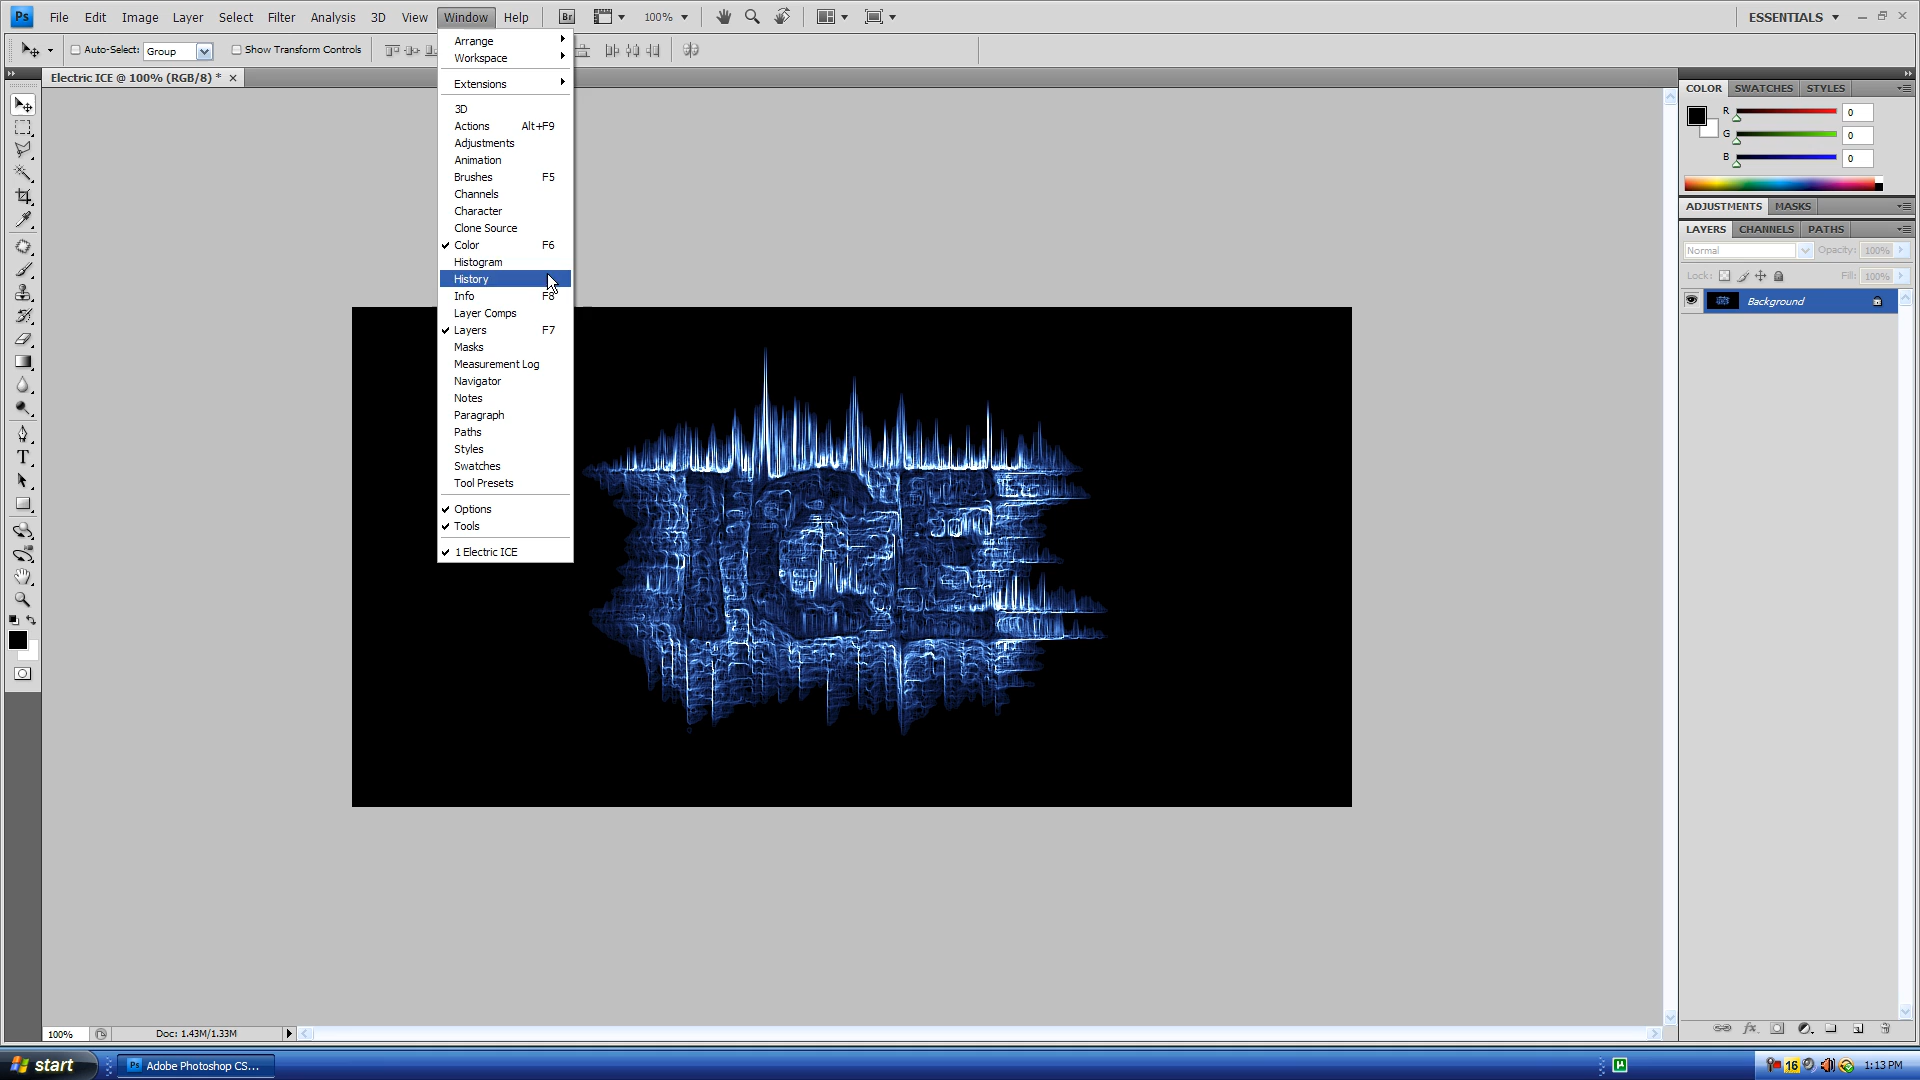 Ps File Edit Image Layer Select Filter Analysis 3D View Window Help Br 100% ESSENTIALS
Auto-Select: Group Show Transform Controls
Electric ICE @ 100% (RGB/8) *
Arrange
Workspace
Extensions
3D
Actions Alt+F9
Adjustments
Animation
Brushes F5
Channels
Character
Clone Source
Color F6
Histogram
History
Info F8
Layer Comps
Layers F7
Masks
Measurement Log
Navigator
Notes
Paragraph
Paths
Styles
Swatches
Tool Presets
Options
Tools
1 Electric ICE
COLOR SWATCHES STYLES
R 0
G 0
B 0
ADJUSTMENTS MASKS
LAYERS CHANNELS PATHS
Normal Opacity: 100%
Lock: Fill: 100%
Background
T
ICE
fx
100% Doc: 1.43M/1.33M
start Ps Adobe Photoshop CS... µ 16 1:13 PM